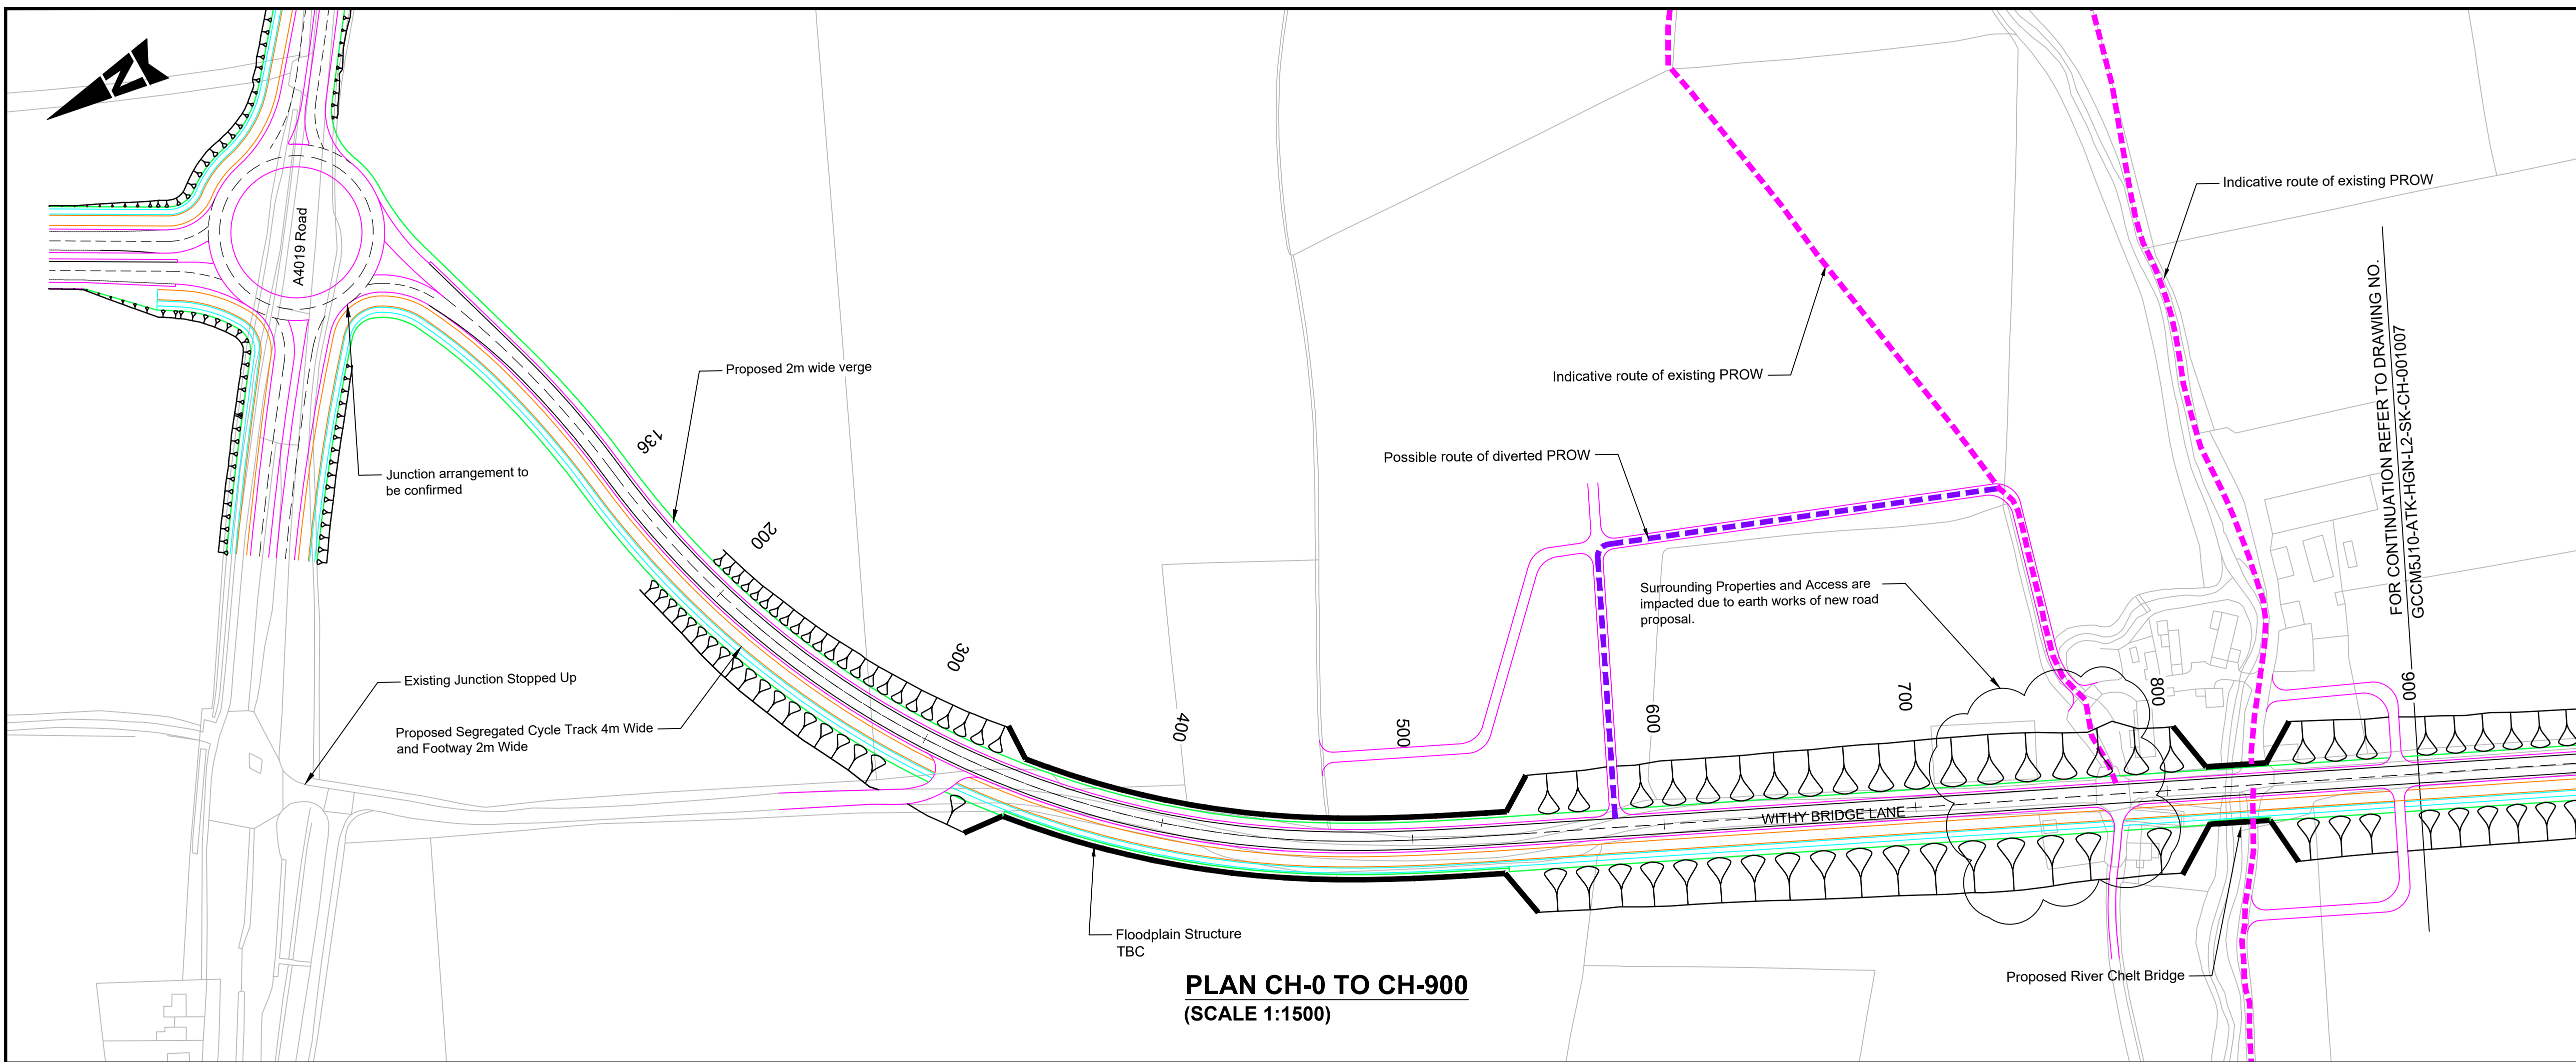 N
A4019 Road
Indicative route of existing PROW
Proposed 2m wide verge
Indicative route of existing PROW
136
Possible route of diverted PROW
Junction arrangement to
be confirmed
200
FOR CONTINUATION REFER TO DRAWING NO.
GCCM5J10-ATK-HGN-L2-SK-CH-001007
Surrounding Properties and Access are
impacted due to earth works of new road
proposal.
300
Existing Junction Stopped Up
Proposed Segregated Cycle Track 4m Wide
and Footway 2m Wide
400
500
600
700
800
900
WITHY BRIDGE LANE
Floodplain Structure
TBC
Proposed River Chelt Bridge
PLAN CH-0 TO CH-900
(SCALE 1:1500)